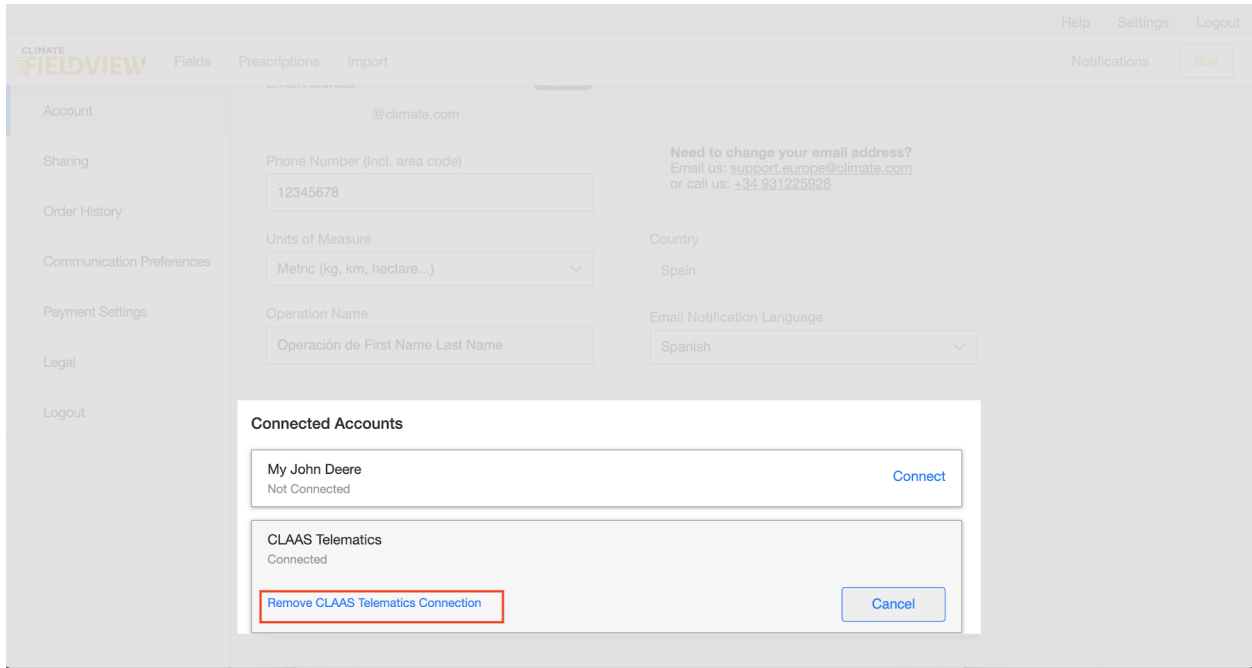 Help Settings Logout
CLIMATE
FIELDVIEW Fields Prescriptions Import Notifications Buy
Account
Sharing
Order History
Communication Preferences
Payment Settings
Legal
Logout
Email Address
@climate.com
Phone Number (Incl. area code)
12345678
Need to change your email address?
Email us: support.europe@climate.com
or call us: +34 931225928
Units of Measure
Metric (kg, km, hectare...)
Country
Spain
Operation Name
Operación de First Name Last Name
Email Notification Language
Spanish
Connected Accounts
My John Deere
Not Connected
Connect
CLAAS Telematics
Connected
Remove CLAAS Telematics Connection
Cancel